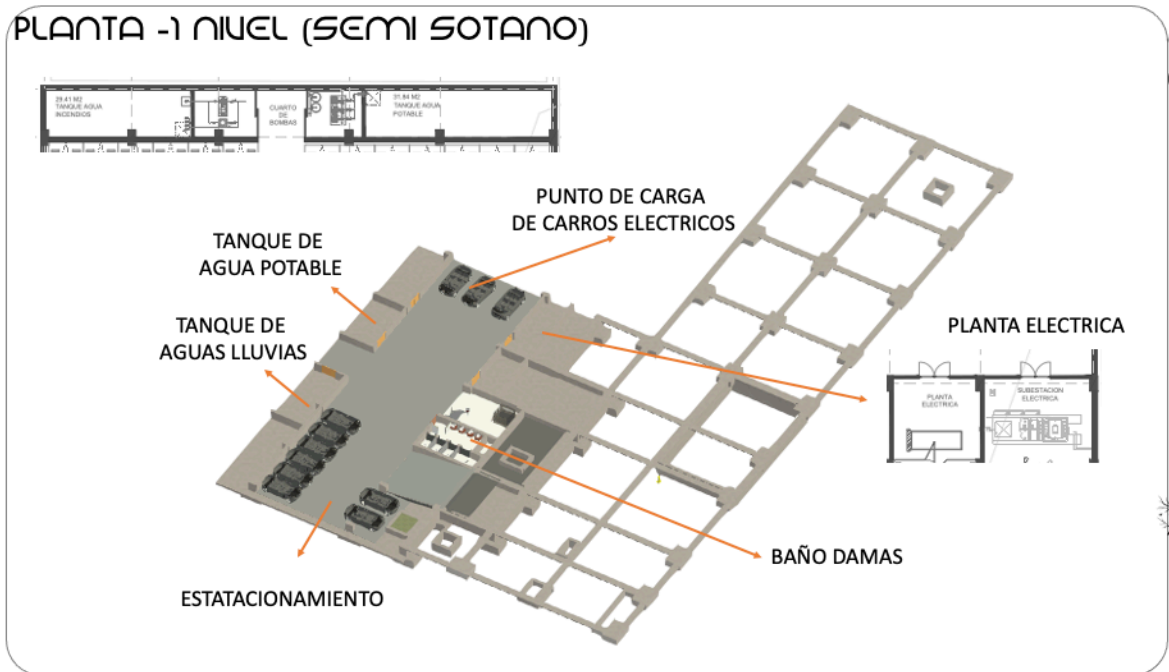 PLANTA -1 NIVEL (SEMI SOTANO)
29.41 M2
TANQUE AGUA
INCENDIOS
CUARTO
DE
BOMBAS
31.94 M2
TANQUE AGUA
POTABLE
PUNTO DE CARGA
DE CARROS ELECTRICOS
TANQUE DE
AGUA POTABLE
TANQUE DE
AGUAS LLUVIAS
PLANTA ELECTRICA
PLANTA
ELÉCTRICA
SUBESTACION
ELECTRICA
BAÑO DAMAS
ESTATACIONAMIENTO